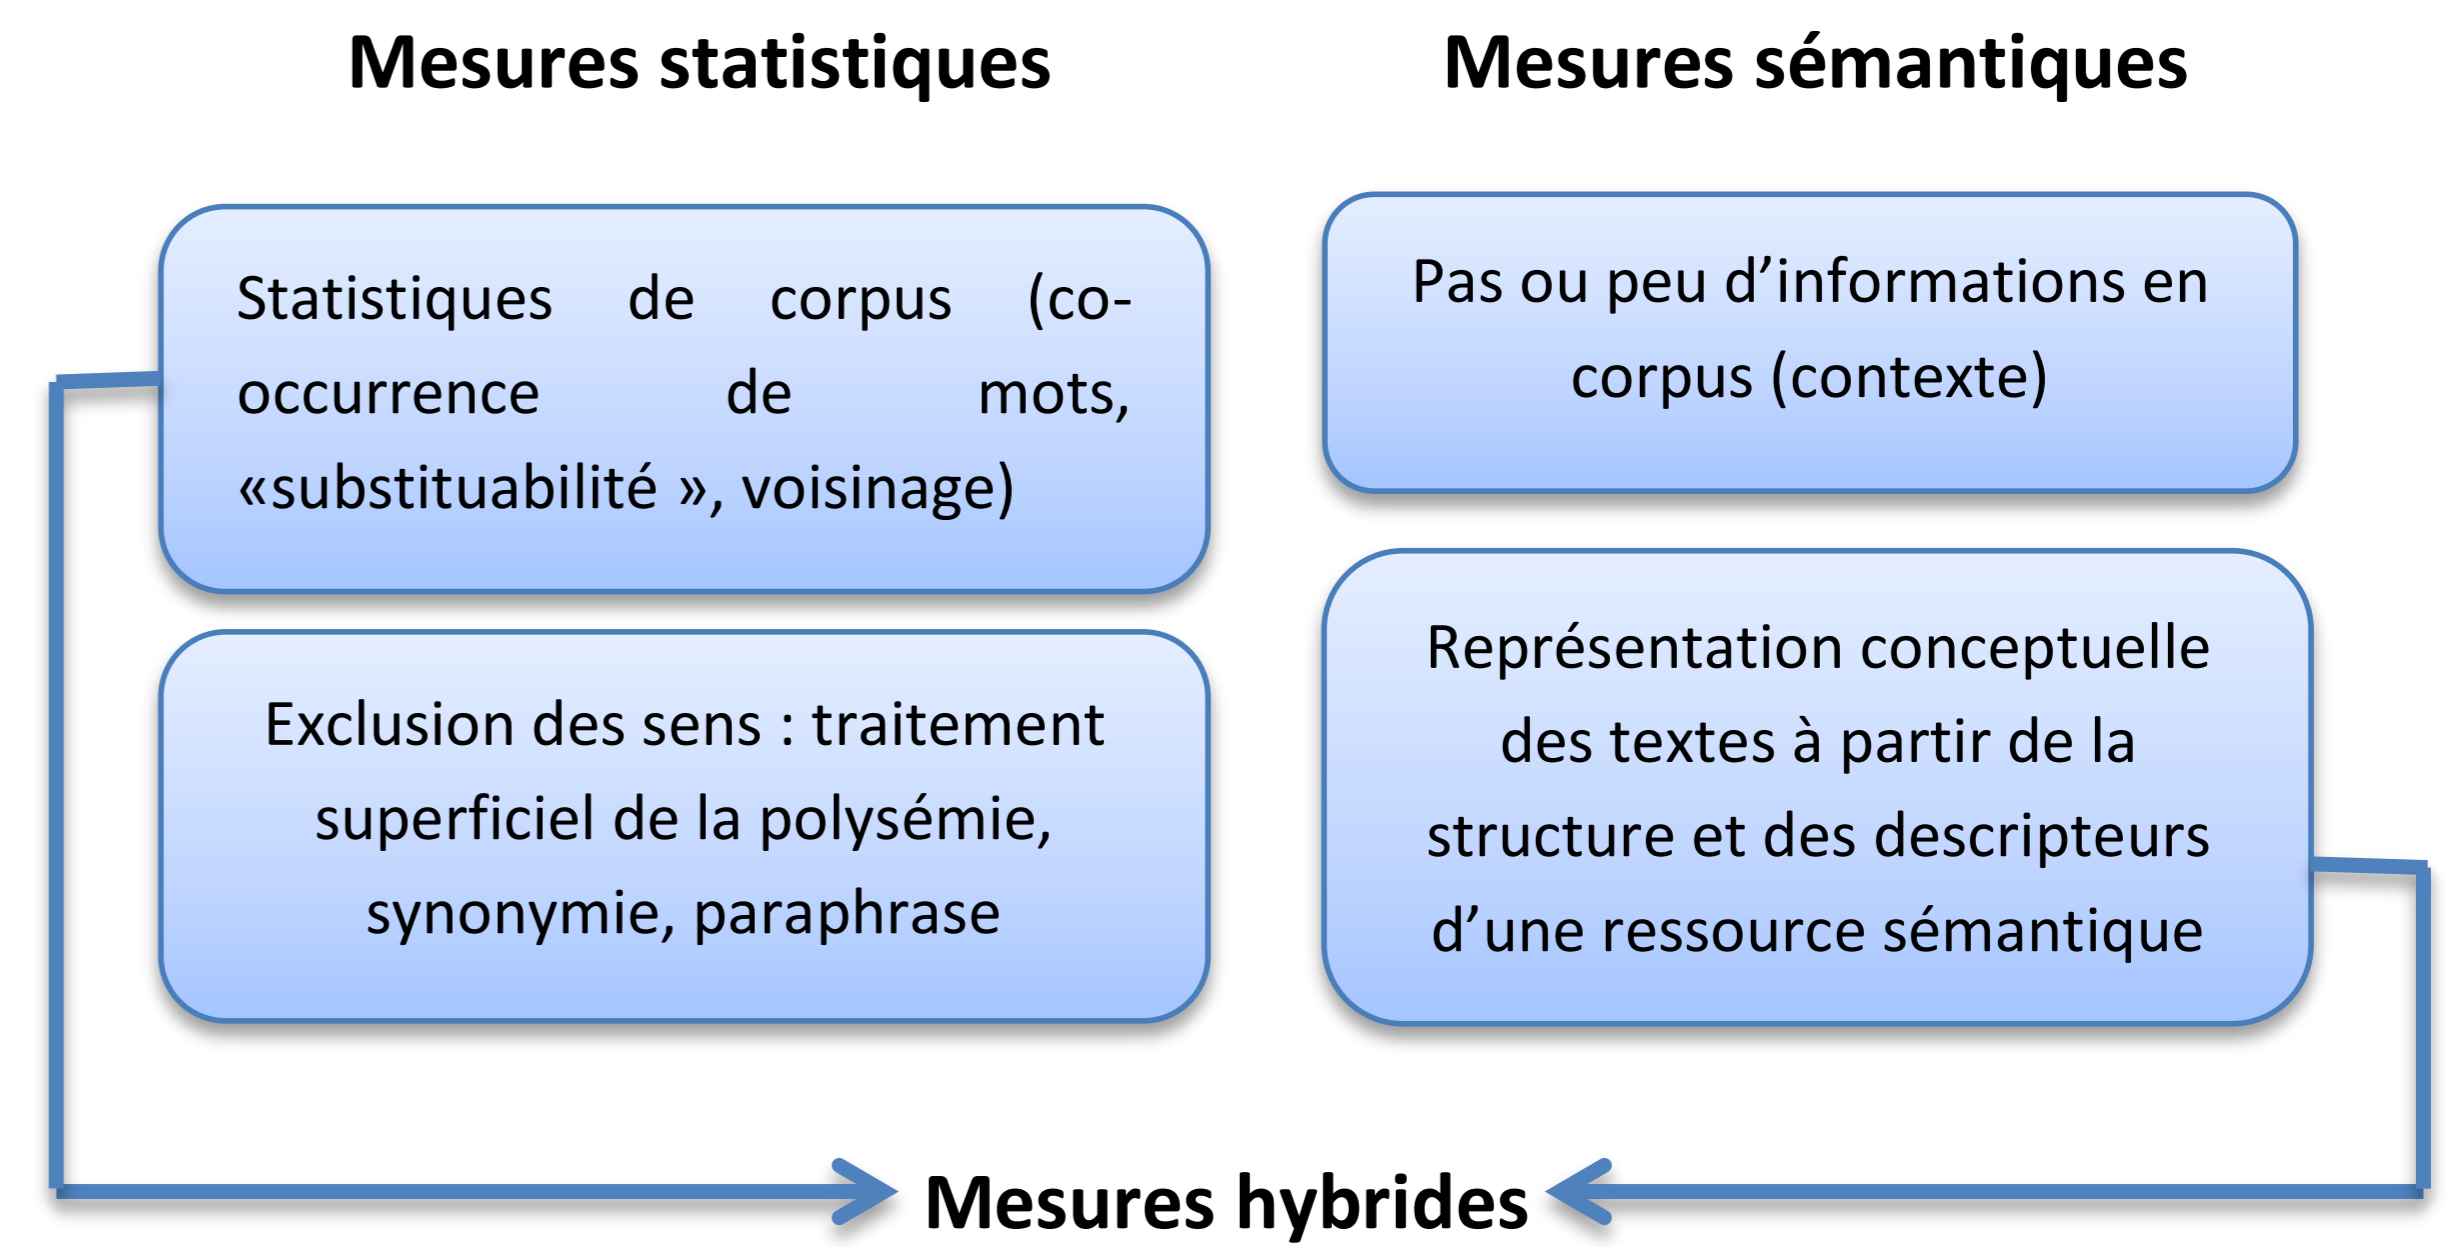 Mesures statistiques
Mesures sémantiques
Statistiques de corpus (co-
occurrence de mots,
«substituabilité », voisinage)
Exclusion des sens : traitement
superficiel de la polysémie,
synonymie, paraphrase
Pas ou peu d’informations en
corpus (contexte)
Représentation conceptuelle
des textes à partir de la
structure et des descripteurs
d’une ressource sémantique
Mesures hybrides